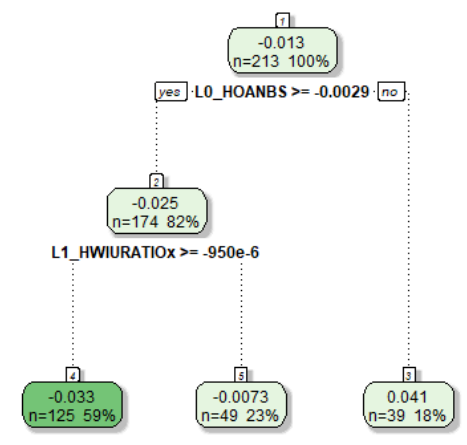 1
-0.013
n=213 100%
yes L0_HOANBS >= -0.0029 no
2
-0.025
n=174 82%
L1_HWIURATIOx >= -950e-6
4 5 3
-0.033 -0.0073 0.041
n=125 59% n=49 23% n=39 18%